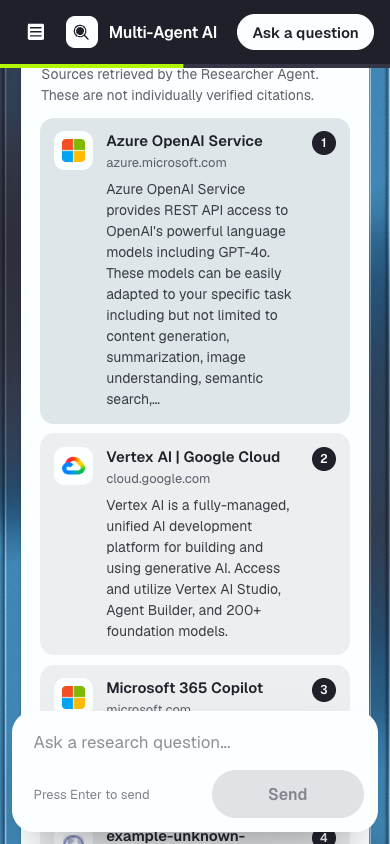 Multi-Agent AI
Ask a question
Sources retrieved by the Researcher Agent.
These are not individually verified citations.
Azure OpenAI Service
1
azure.microsoft.com
Azure OpenAI Service
provides REST API access to
OpenAI's powerful language
models including GPT-4o.
These models can be easily
adapted to your specific task
including but not limited to
content generation,
summarization, image
understanding, semantic
search,...
Vertex AI | Google Cloud
2
cloud.google.com
Vertex AI is a fully-managed,
unified AI development
platform for building and
using generative AI. Access
and utilize Vertex AI Studio,
Agent Builder, and 200+
foundation models.
Microsoft 365 Copilot
3
microsoft.com
Ask a research question...
Press Enter to send
Send
example-unknown-
4